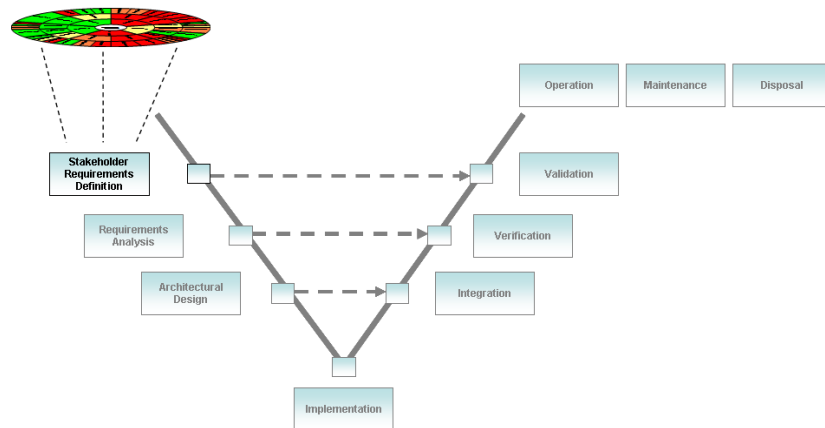 Operation
Maintenance
Disposal
Stakeholder
Requirements
Definition
Validation
Requirements
Analysis
Verification
Architectural
Design
Integration
Implementation